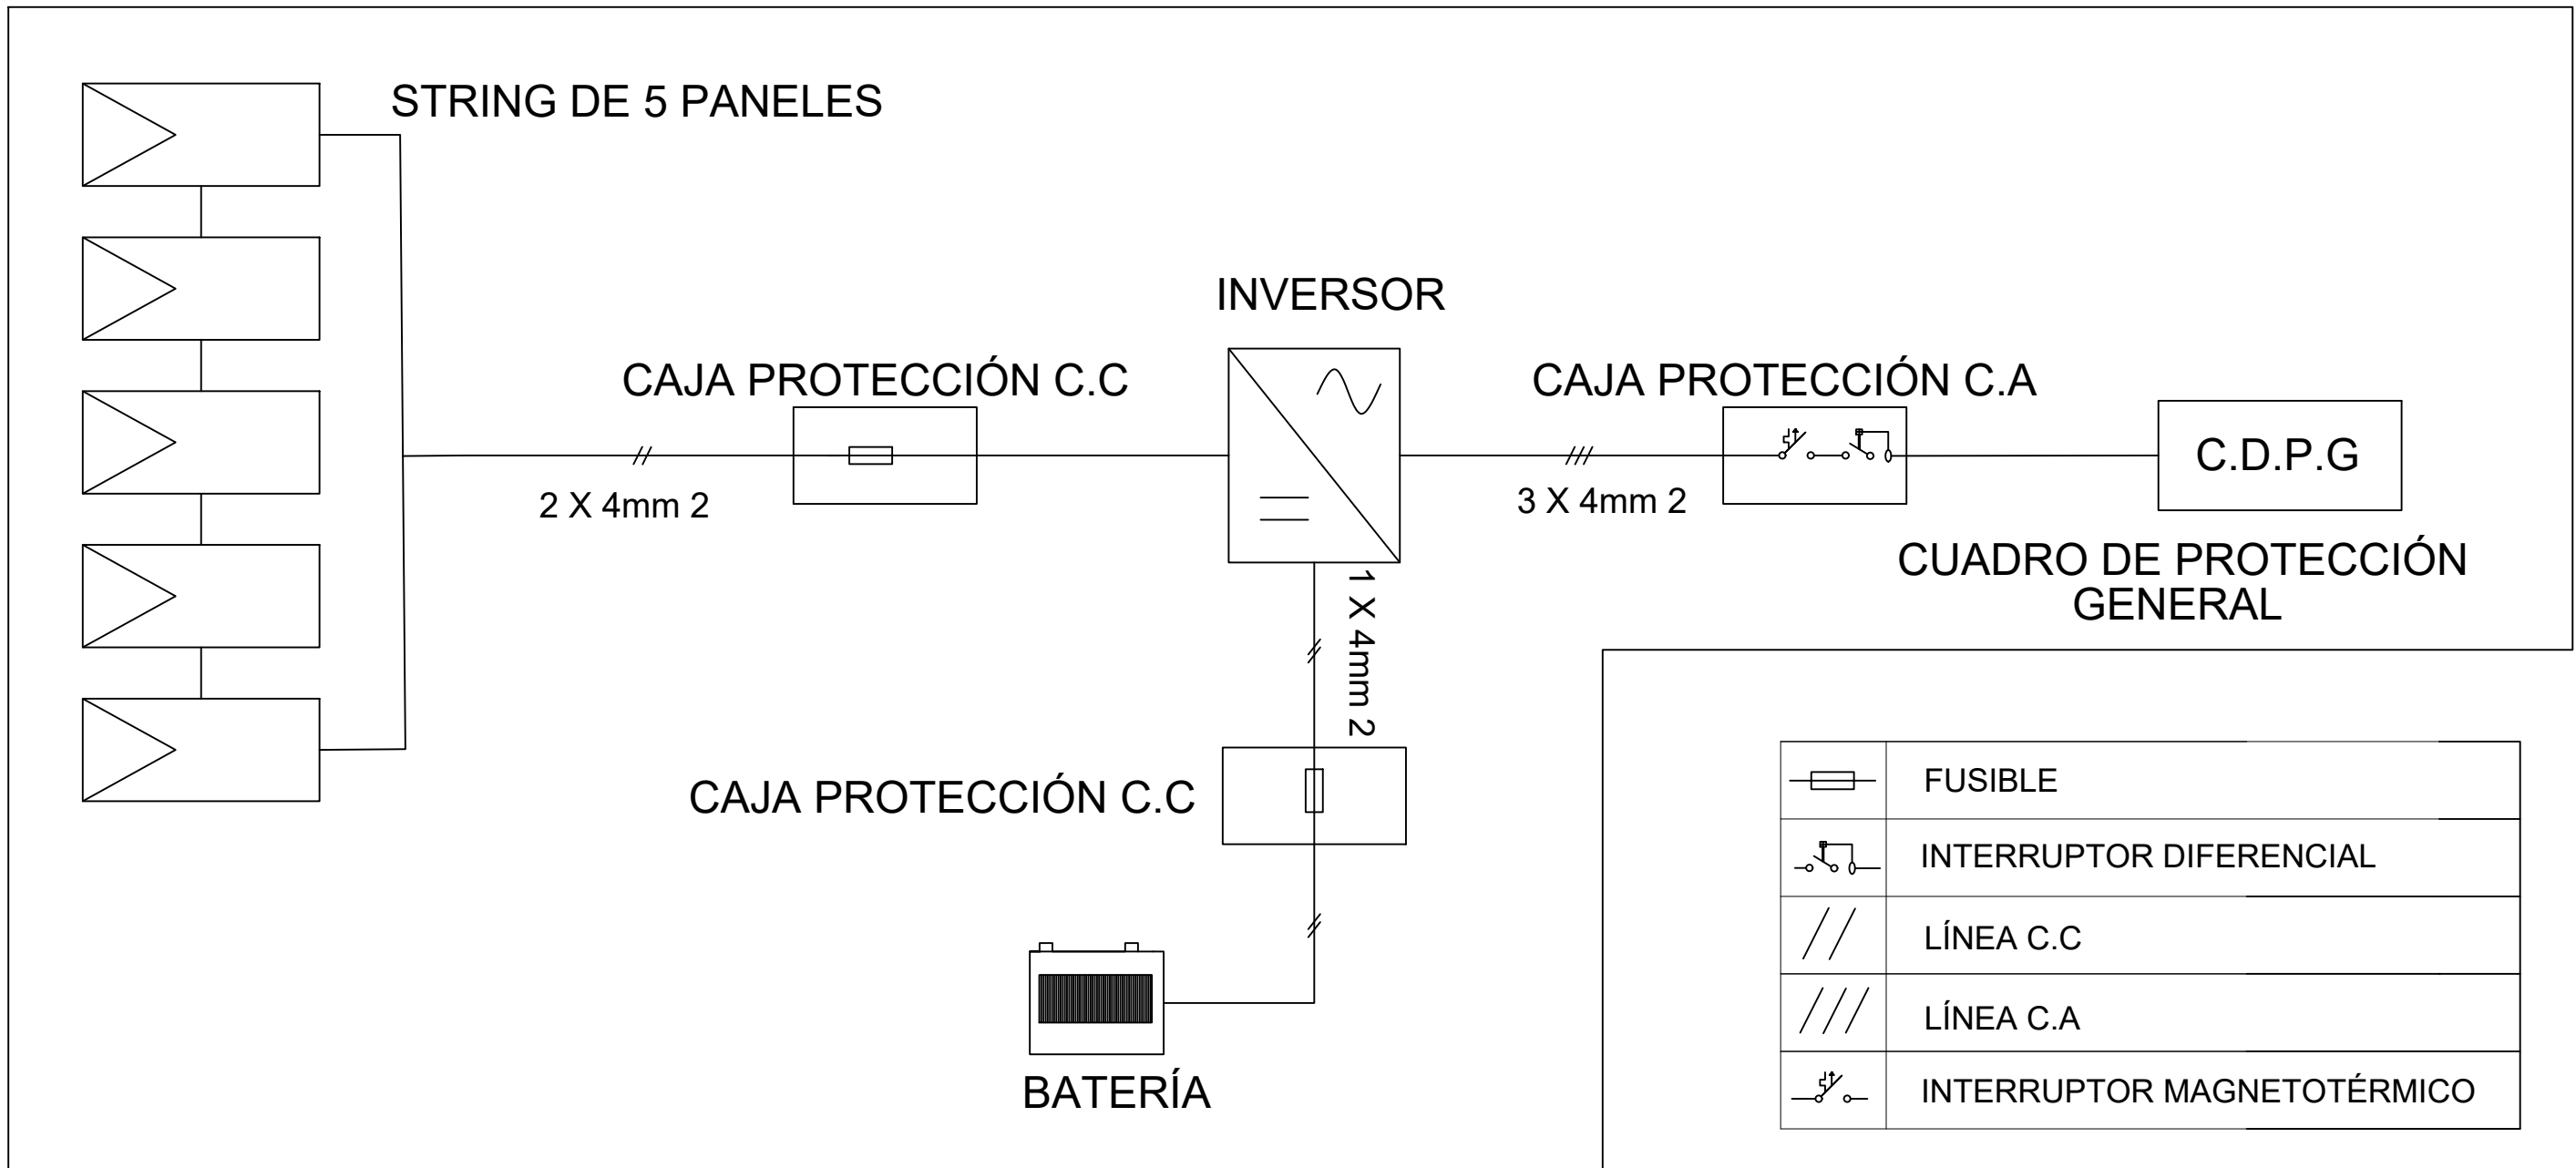 STRING DE 5 PANELES
INVERSOR
CAJA PROTECCIÓN C.C
CAJA PROTECCIÓN C.A
C.D.P.G
2 X 4mm 2
3 X 4mm 2
CUADRO DE PROTECCIÓN
GENERAL
1 X 4mm 2
CAJA PROTECCIÓN C.C
BATERÍA
FUSIBLE
INTERRUPTOR DIFERENCIAL
LÍNEA C.C
LÍNEA C.A
INTERRUPTOR MAGNETOTÉRMICO